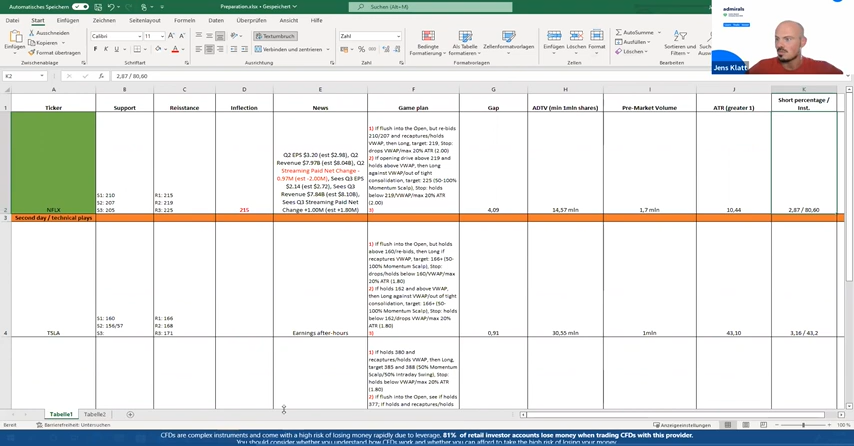 Automatisches Speichern
Preparation.xlsx • Gespeichert
Suchen (Alt+M)
admirals
Datei Start Einfügen Zeichnen Seitenlayout Formeln Daten Überprüfen Ansicht Hilfe
Einfügen
Ausschneiden
Kopieren
Format übertragen
Zwischenablage
Calibri 11
Schriftart
Textumbruch
Verbinden und zentrieren
Ausrichtung
Zahl
Zahl
Bedingte Formatierung
Als Tabelle formatieren
Zellenformatvorlagen
Formatvorlagen
Einfügen Löschen Format
Zellen
AutoSumme
Ausfüllen
Löschen
Sortieren und
Jens Klatt
K2
2,87 / 80,60
A B C D E F G H I J K
1 Ticker Support Reisstance Inflection News Game plan Gap ADTV (min 1mln shares) Pre-Market Volume ATR (greater 1) Short percentage / Inst.
2
NFLX
S1: 210
S2: 207
S3: 205
R1: 215
R2: 219
R3: 225
215
Q2 EPS $3.20 (est $2.98), Q2
Revenue $7.97B (est $8.04B), Q2
Streaming Paid Net Change -
0.97M (est -2.00M), Sees Q3 EPS
$2.14 (est $2.72), Sees Q3
Revenue $7.84B (est $8.10B),
Sees Q3 Streaming Paid Net
Change +1.00M (est +1.80M)
1) If flush into the Open, but re-bids
210/207 and recaptures/holds
VWAP, then Long, target: 219, Stop:
drops VWAP/max 20% ATR (2.00)
2) If opening drive above 219 and
holds above VWAP, then Long
against VWAP/out of tight
consolidation, target: 225 (50-100%
Momentum Scalp), Stop: holds
below 219/VWAP/max 20% ATR
(2.00)
3)
4,09
14,57 mln
1,7 mln
10,44
2,87 / 80,60
3 Second day / technical plays
4
TSLA
S1: 160
S2: 156/57
S3:
R1: 166
R2: 168
R3: 171
Earnings after-hours
1) If flush into the Open, but holds
above 160/re-bids, then Long if
recaptures VWAP, target: 166+ (50-
100% Momentum Scalp), Stop:
drops/holds below 160/VWAP/max
20% ATR (1.80)
2) If holds 162 and above VWAP,
then Long against VWAP/out of tight
consolidation, target: 166+ (50-
100% Momentum Scalp), Stop: holds
below 162/VWAP/max 20% ATR
(1.80)
3)
0,91
30,55 mln
1mln
43,10
3,16 / 43,2
1) If holds 380 and
recaptures/holds VWAP, then Long,
target 385 and 388 (50% Momentum
Scalp/50% Intraday Swing), Stop:
holds below VWAP/max 20% ATR
(1.80)
2) If flush into the Open, see if holds
377; if holds and recaptures/holds
Tabelle1 Tabelle2
Bereit
Barrierefreiheit: Untersuchen
Anzeigeeinstellungen
100 %
CFDs are complex instruments and come with a high risk of losing money rapidly due to leverage. 81% of retail investor accounts lose money when trading CFDs with this provider.
You should consider whether you understand how CFDs work and whether you can afford to take the high risk of losing your money.